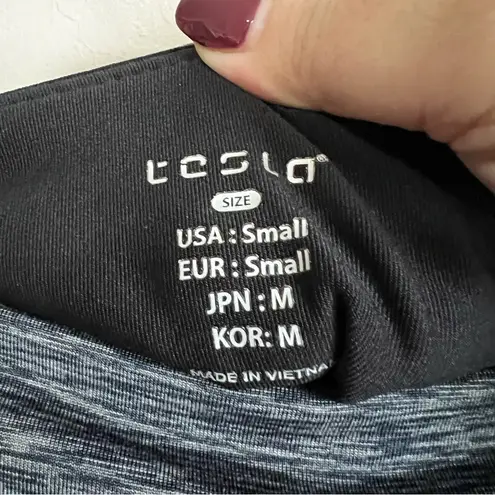 tesla®
SIZE
USA : Small
EUR : Small
JPN : M
KOR: M
MADE IN VIETNA